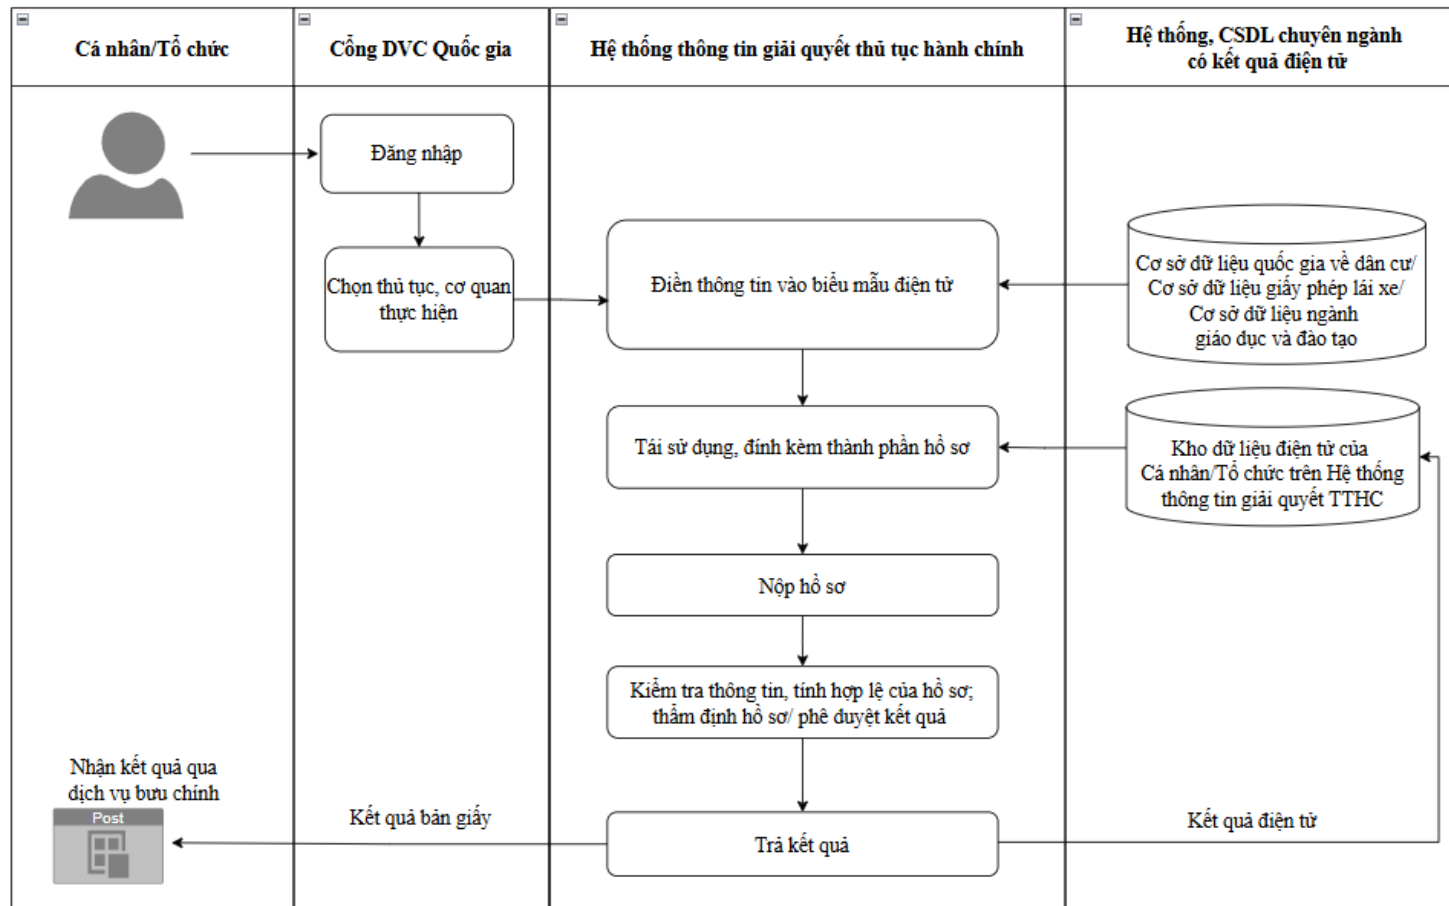 Cá nhân/Tổ chức
Cổng DVC Quốc gia
Hệ thống thông tin giải quyết thủ tục hành chính
Hệ thống, CSDL chuyên ngành
có kết quả điện tử
Đăng nhập
Chọn thủ tục, cơ quan
thực hiện
Điền thông tin vào biểu mẫu điện tử
Cơ sở dữ liệu quốc gia về dân cư/
Cơ sở dữ liệu giấy phép lái xe/
Cơ sở dữ liệu ngành
giáo dục và đào tạo
Tái sử dụng, đính kèm thành phần hồ sơ
Kho dữ liệu điện tử của
Cá nhân/Tổ chức trên Hệ thống
thông tin giải quyết TTHC
Nộp hồ sơ
Kiểm tra thông tin, tính hợp lệ của hồ sơ;
thẩm định hồ sơ/ phê duyệt kết quả
Nhận kết quả qua
dịch vụ bưu chính
Post
Kết quả bản giấy
Trả kết quả
Kết quả điện tử